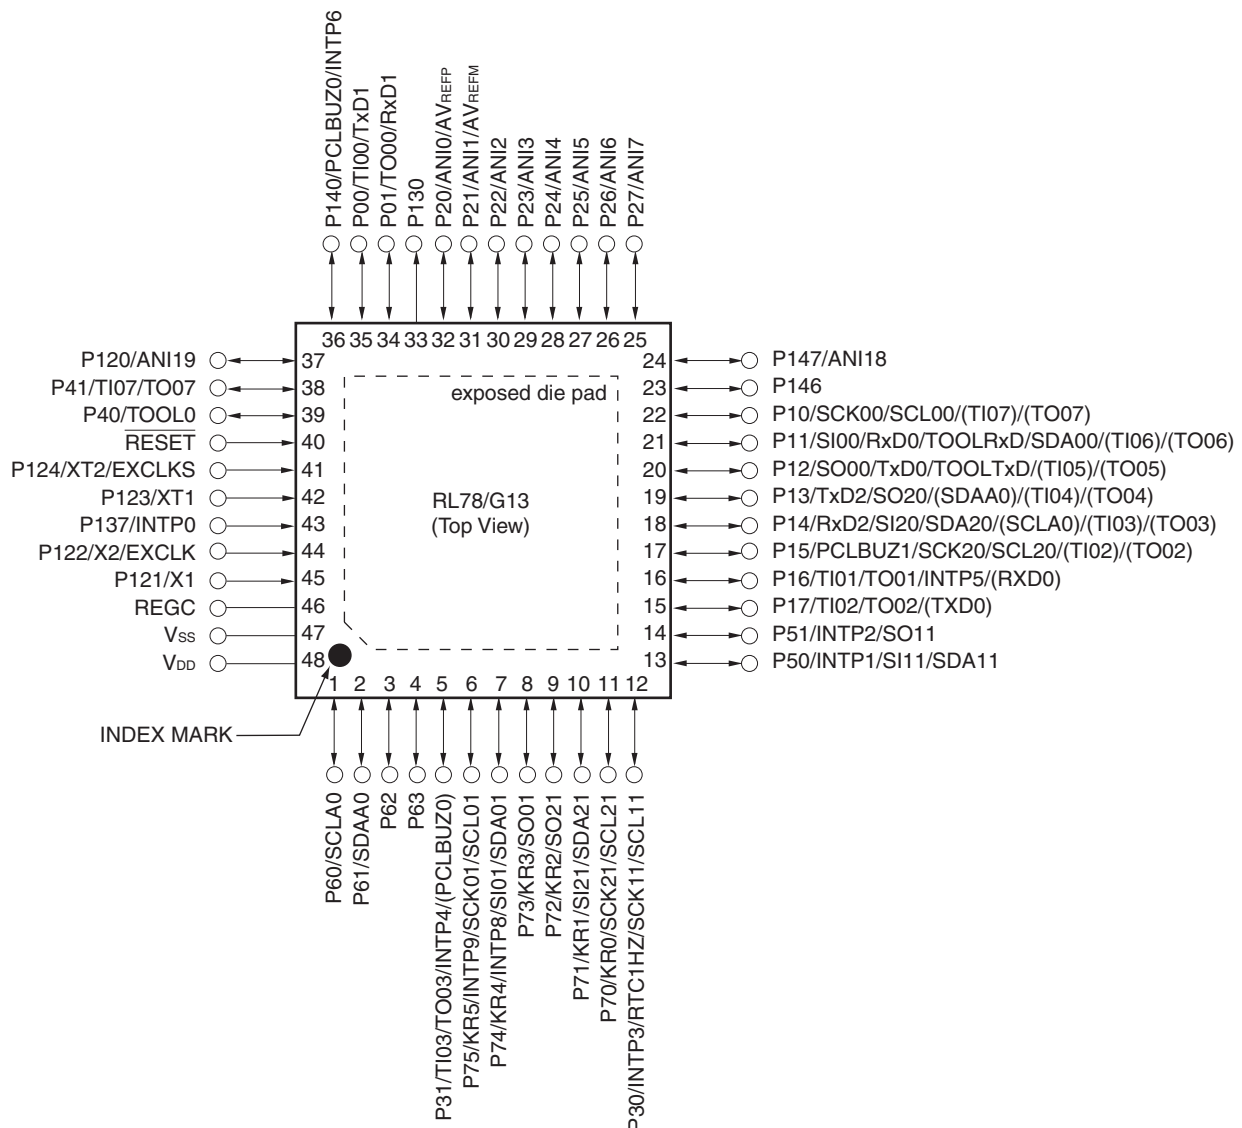 P140/PCLBUZ0/INTP6
P00/TI00/TxD1
P01/TO00/RxD1
P130
P20/ANI0/AVREFP
P21/ANI1/AVREFM
P22/ANI2
P23/ANI3
P24/ANI4
P25/ANI5
P26/ANI6
P27/ANI7
36 35 34 33 32 31 30 29 28 27 26 25
P120/ANI19 37
P41/TI07/TO07 38
P40/TOOL0 39
RESET 40
P124/XT2/EXCLKS 41
P123/XT1 42
P137/INTP0 43
P122/X2/EXCLK 44
P121/X1 45
REGC 46
VSS 47
VDD 48
INDEX MARK
exposed die pad
RL78/G13
(Top View)
24 P147/ANI18
23 P146
22 P10/SCK00/SCL00/(TI07)/(TO07)
21 P11/SI00/RxD0/TOOLRxD/SDA00/(TI06)/(TO06)
20 P12/SO00/TxD0/TOOLTxD/(TI05)/(TO05)
19 P13/TxD2/SO20/(SDAA0)/(TI04)/(TO04)
18 P14/RxD2/SI20/SDA20/(SCLA0)/(TI03)/(TO03)
17 P15/PCLBUZ1/SCK20/SCL20/(TI02)/(TO02)
16 P16/TI01/TO01/INTP5/(RXD0)
15 P17/TI02/TO02/(TXD0)
14 P51/INTP2/SO11
13 P50/INTP1/SI11/SDA11
1 2 3 4 5 6 7 8 9 10 11 12
P60/SCLA0
P61/SDAA0
P62
P63
P31/TI03/TO03/INTP4/(PCLBUZ0)
P75/KR5/INTP9/SCK01/SCL01
P74/KR4/INTP8/SI01/SDA01
P73/KR3/SO01
P72/KR2/SO21
P71/KR1/SI21/SDA21
P70/KR0/SCK21/SCL21
P30/INTP3/RTC1HZ/SCK11/SCL11